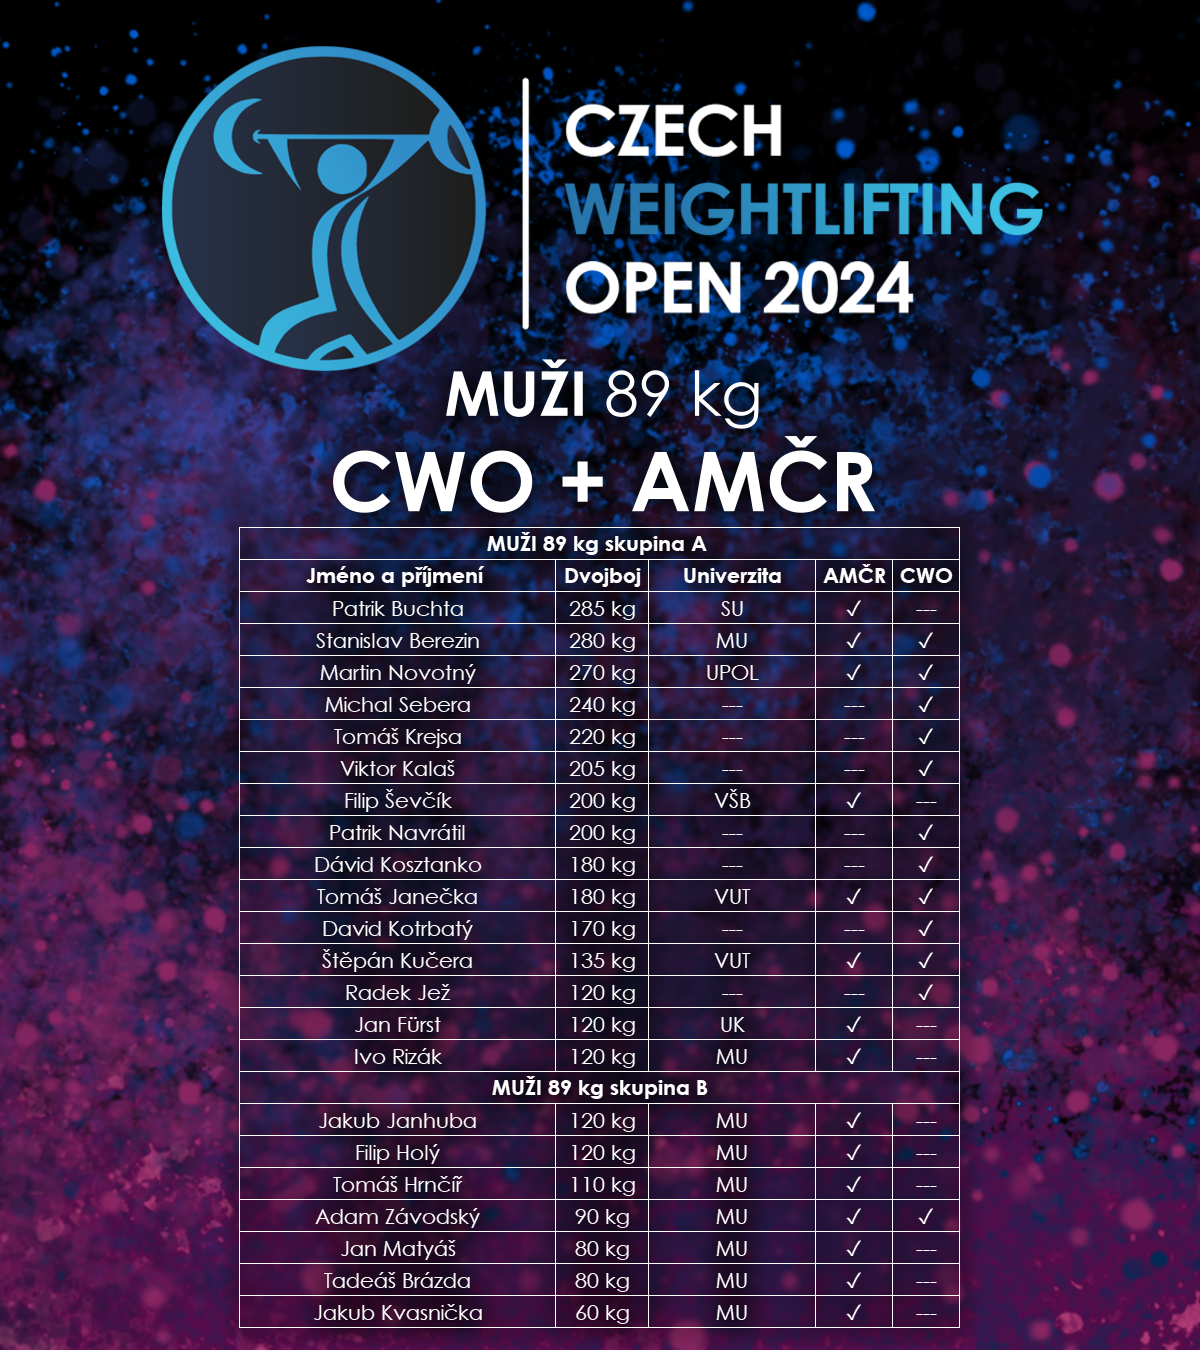 CZECH
WEIGHTLIFTING
OPEN 2024
MUŽI 89 kg
CWO + AMČR
MUŽI 89 kg skupina A
Jméno a příjmení Dvojboj Univerzita AMČR CWO
Patrik Buchta 285 kg SU ✓ ---
Stanislav Berezin 280 kg MU ✓ ✓
Martin Novotný 270 kg UPOL ✓ ✓
Michal Sebera 240 kg --- --- ✓
Tomáš Krejsa 220 kg --- --- ✓
Viktor Kalaš 205 kg --- --- ✓
Filip Ševčík 200 kg VŠB ✓ ---
Patrik Navrátil 200 kg --- --- ✓
Dávid Kosztanko 180 kg --- --- ✓
Tomáš Janečka 180 kg VUT ✓ ✓
David Kotrbatý 170 kg --- --- ✓
Štěpán Kučera 135 kg VUT ✓ ✓
Radek Jež 120 kg --- --- ✓
Jan Fürst 120 kg UK ✓ ---
Ivo Rizák 120 kg MU ✓ ---
MUŽI 89 kg skupina B
Jakub Janhuba 120 kg MU ✓ ---
Filip Holý 120 kg MU ✓ ---
Tomáš Hrnčíř 110 kg MU ✓ ---
Adam Závodský 90 kg MU ✓ ✓
Jan Matyáš 80 kg MU ✓ ---
Tadeáš Brázda 80 kg MU ✓ ---
Jakub Kvasnička 60 kg MU ✓ ---